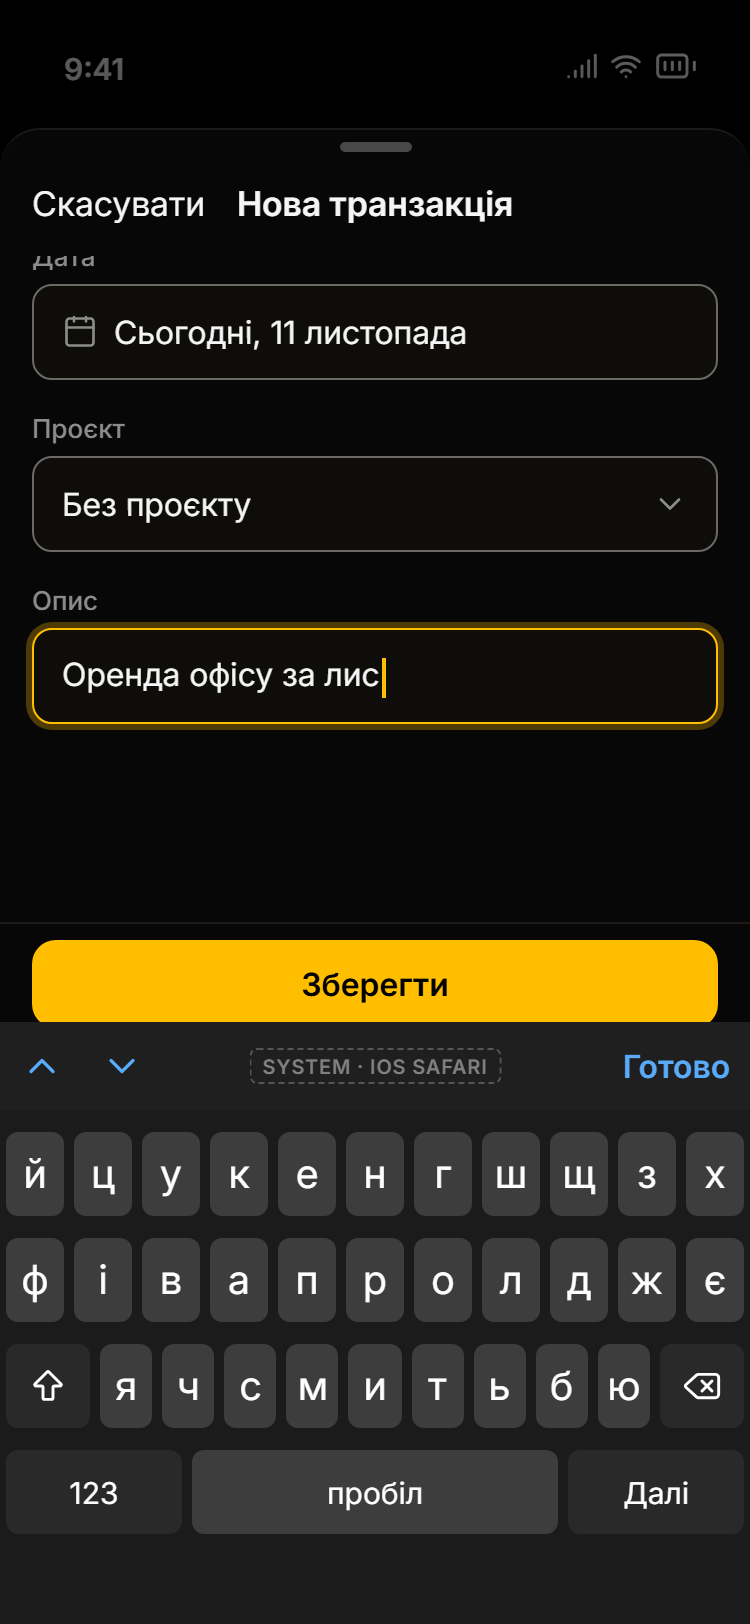 9:41
Скасувати Нова транзакція
Дата
Сьогодні, 11 листопада
Проєкт
Без проєкту
Опис
Оренда офісу за лис
Зберегти
SYSTEM · IOS SAFARI Готово
й ц у к е н г ш щ з х
ф і в а п р о л д ж є
я ч с м и т ь б ю
123 пробіл Далі